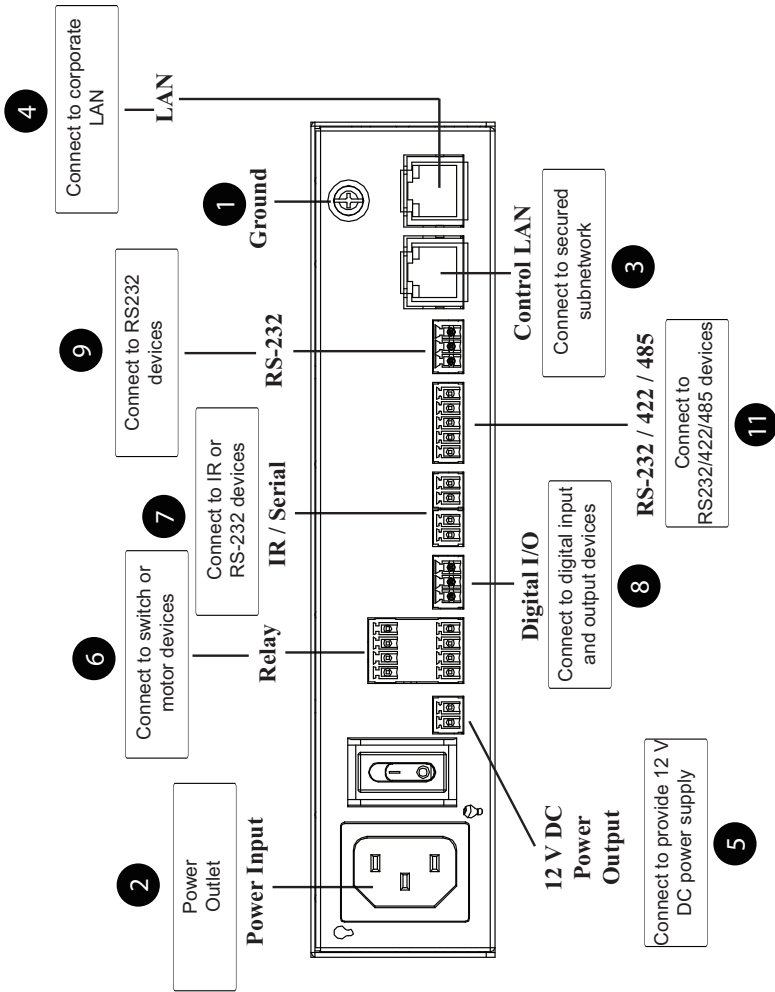 2
Power
Outlet
Power Input
6
Connect to switch or
motor devices
Relay
7
Connect to IR or
RS-232 devices
IR / Serial
9
Connect to RS232
devices
RS-232
1
Ground
4
Connect to corporate
LAN
LAN
12 V DC
Power
Output
Connect to provide 12 V
DC power supply
5
Digital I/O
Connect to digital input
and output devices
8
RS-232 / 422 / 485
Connect to
RS232/422/485 devices
11
Control LAN
Connect to secured
subnetwork
3